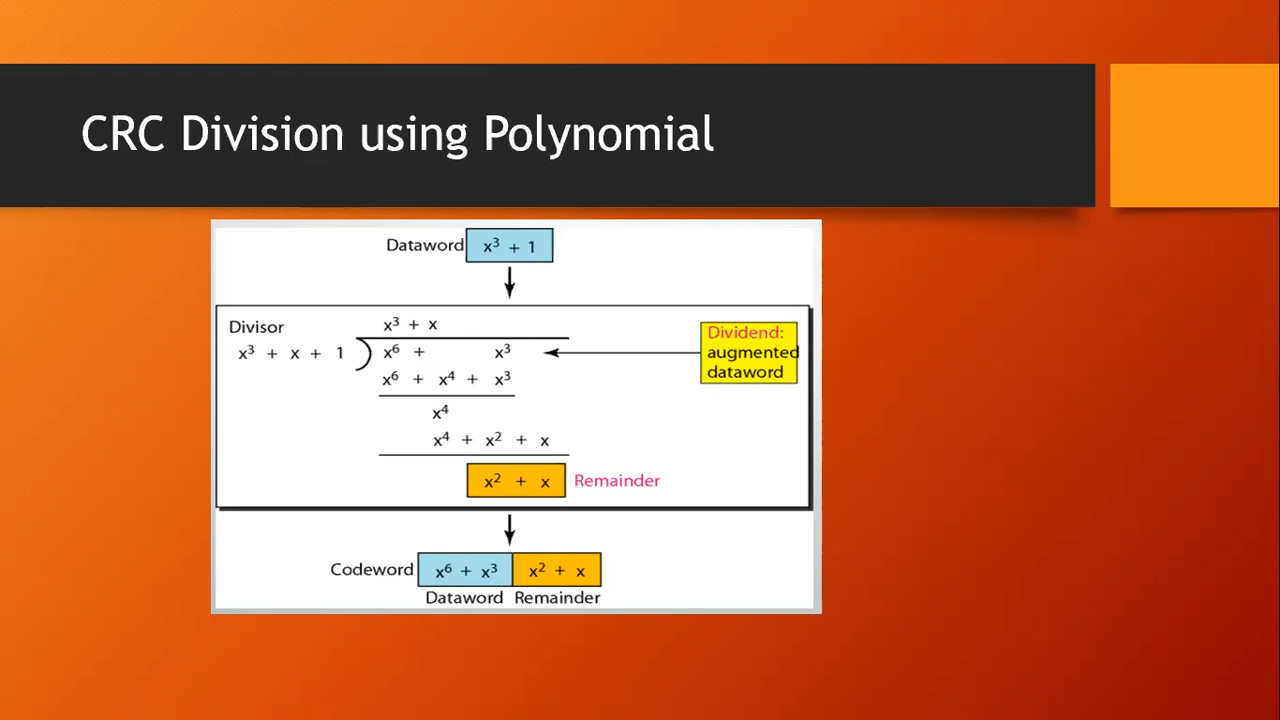 CRC Division using Polynomial
Dataword x³ + 1
Divisor
x³ + x
x³ + x + 1
x⁶ + x³
Dividend:
augmented
dataword
x⁶ + x⁴ + x³
x⁴
x⁴ + x² + x
x² + x Remainder
Codeword x⁶ + x³ x² + x
Dataword Remainder